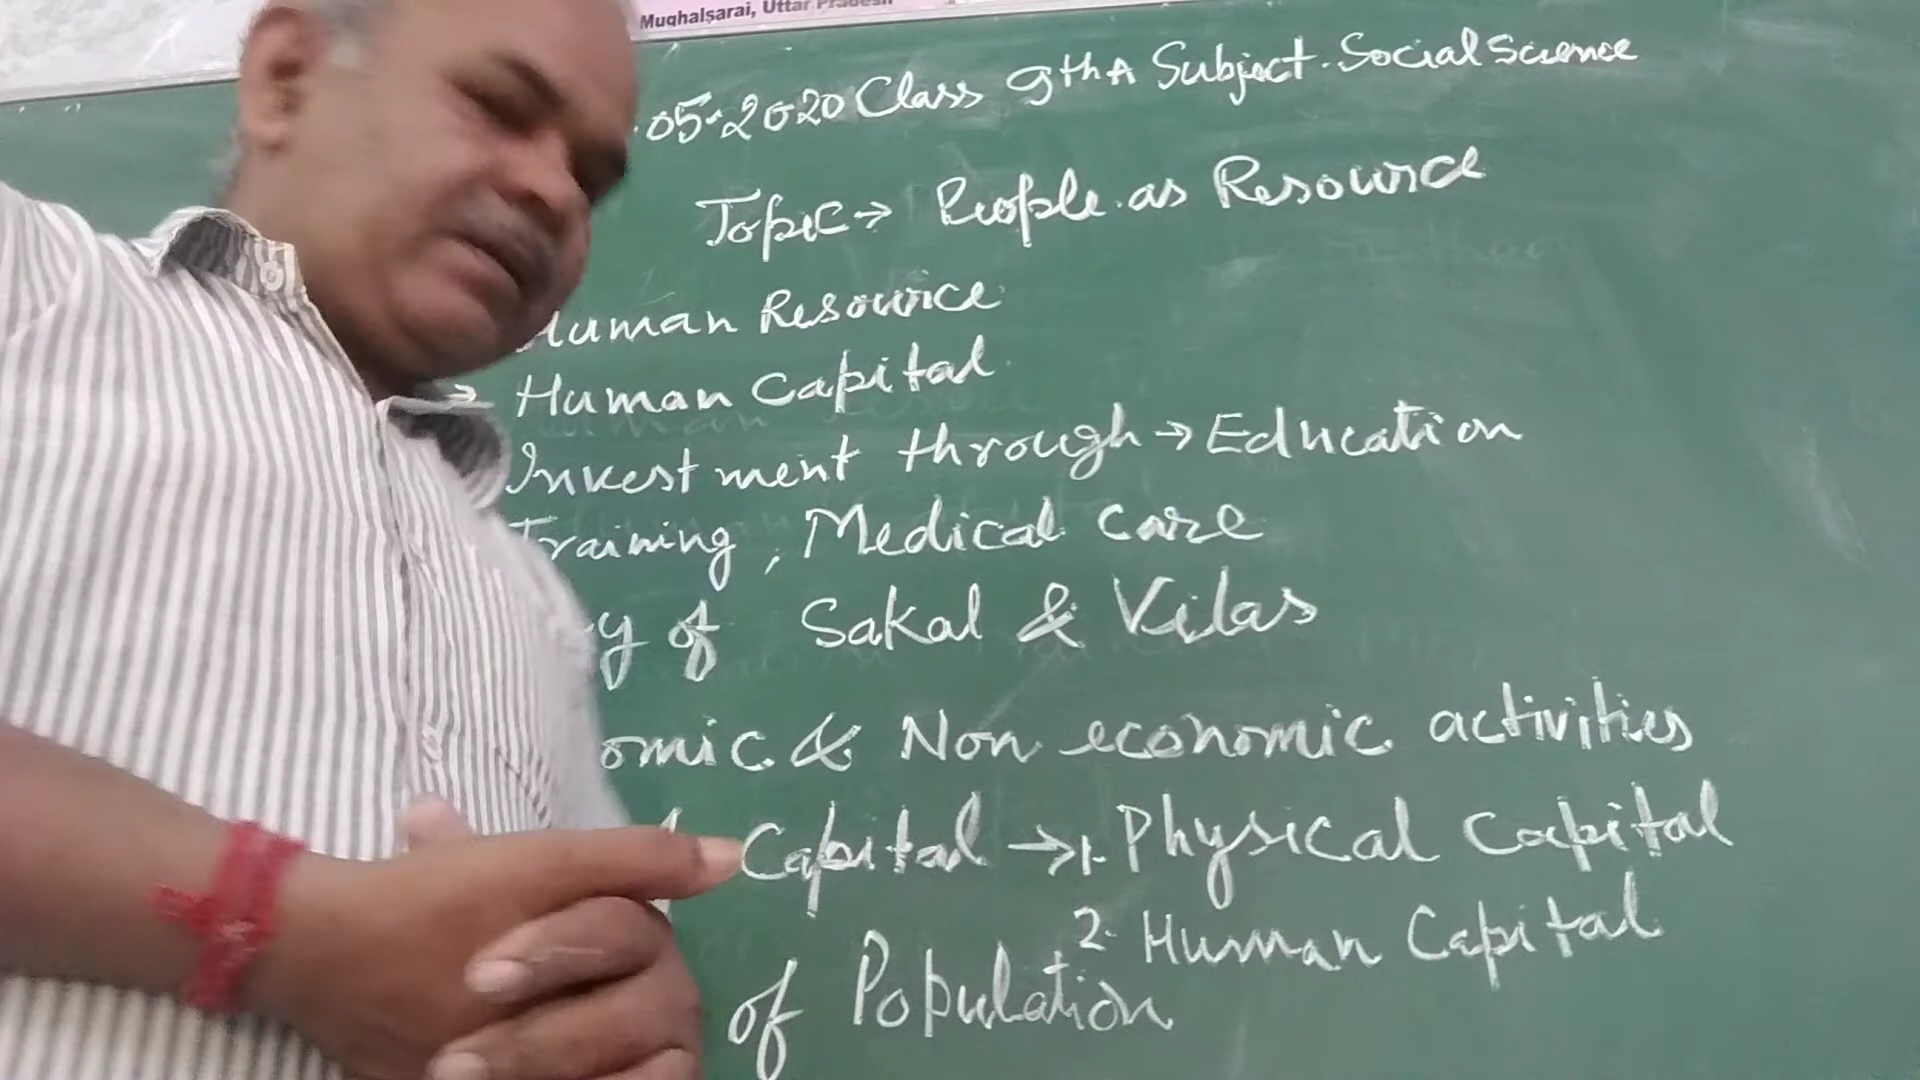 Mughalsarai, Uttar Pradesh
.05-2020 Class 9th A Subject. Social Science
Topic → People as Resource
Human Resource
→ Human Capital
Investment through → Education
Training, Medical care
of Sakal & Vilas
omic & Non economic activities
Capital → 1. Physical Capital
2. Human Capital
of Population